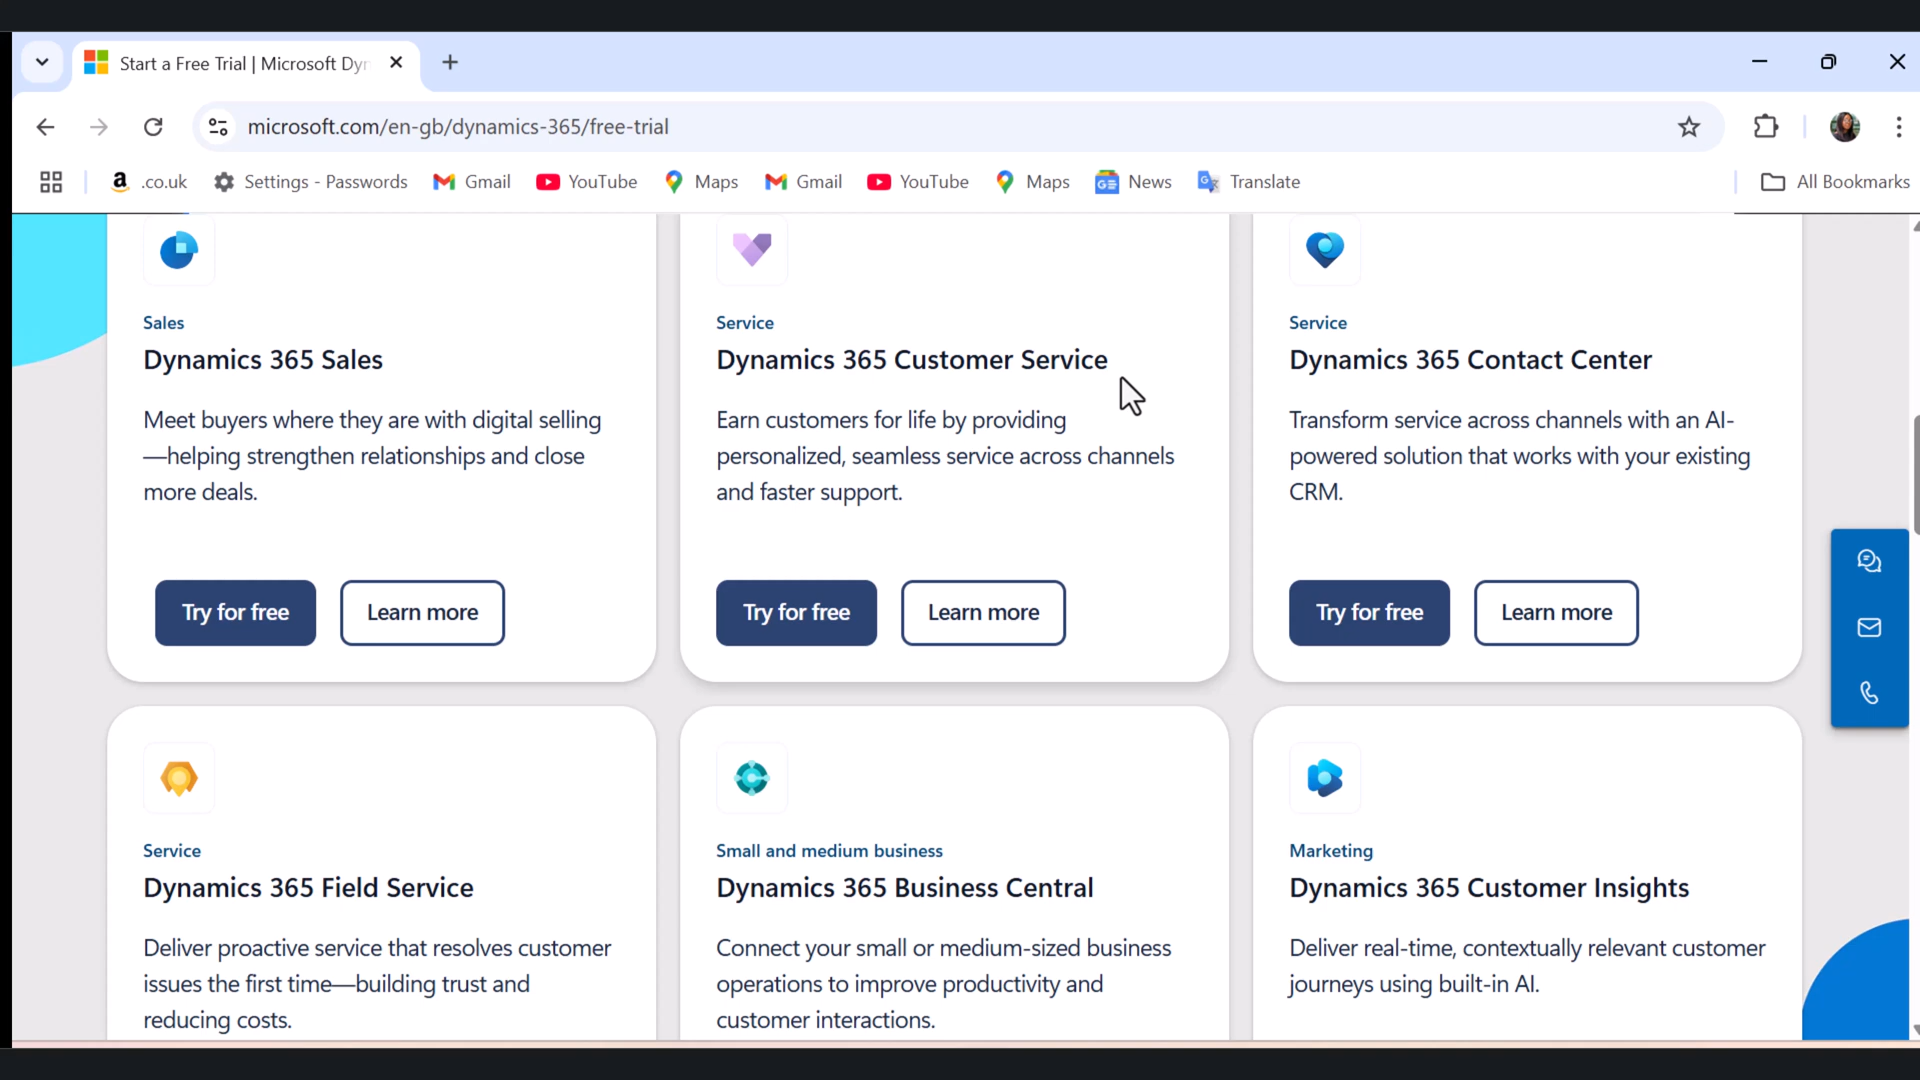 Start a Free Trial | Microsoft Dyn
microsoft.com/en-gb/dynamics-365/free-trial
.co.uk Settings - Passwords Gmail YouTube Maps Gmail YouTube Maps News Translate All Bookmarks
Sales
Dynamics 365 Sales
Meet buyers where they are with digital selling
—helping strengthen relationships and close
more deals.
Try for free Learn more
Service
Dynamics 365 Customer Service
Earn customers for life by providing
personalized, seamless service across channels
and faster support.
Try for free Learn more
Service
Dynamics 365 Contact Center
Transform service across channels with an AI-
powered solution that works with your existing
CRM.
Try for free Learn more
Service
Dynamics 365 Field Service
Deliver proactive service that resolves customer
issues the first time—building trust and
reducing costs.
Small and medium business
Dynamics 365 Business Central
Connect your small or medium-sized business
operations to improve productivity and
customer interactions.
Marketing
Dynamics 365 Customer Insights
Deliver real-time, contextually relevant customer
journeys using built-in AI.